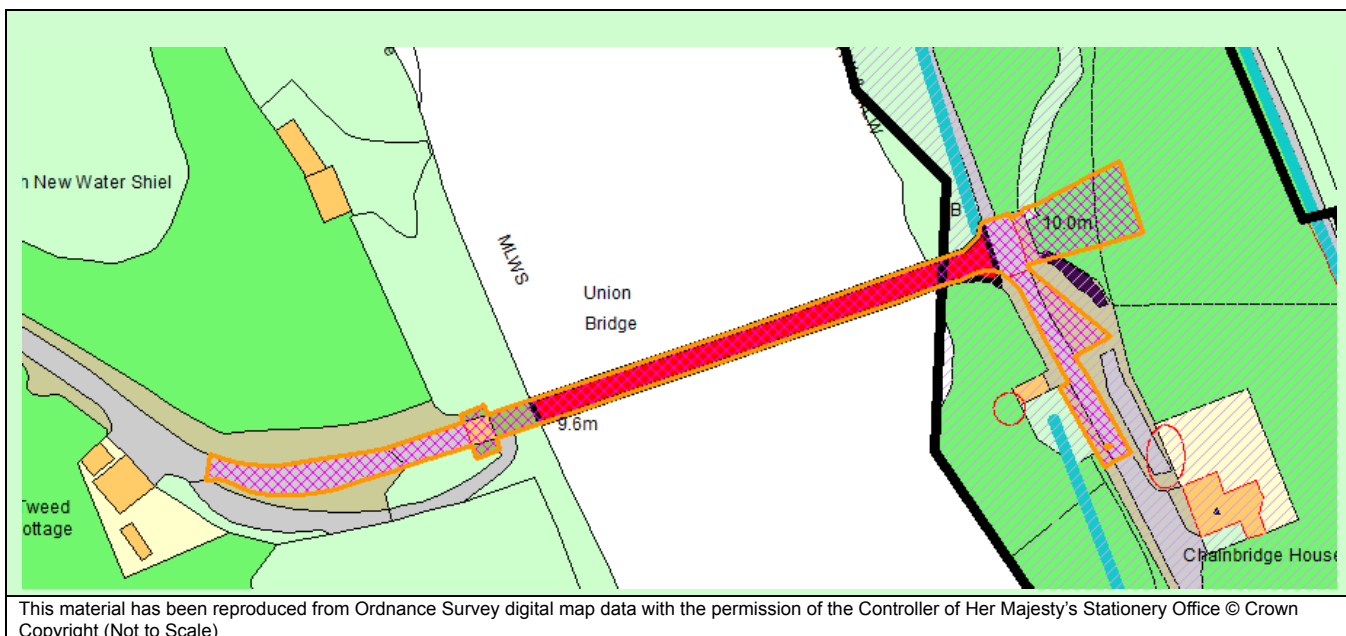 n New Water Shiel
MLWS
Union
Bridge
9.6m
B
10.0m
Tweed
ottage
Chainbridge House
This material has been reproduced from Ordnance Survey digital map data with the permission of the Controller of Her Majesty's Stationery Office © Crown
Copyright (Not to Scale)